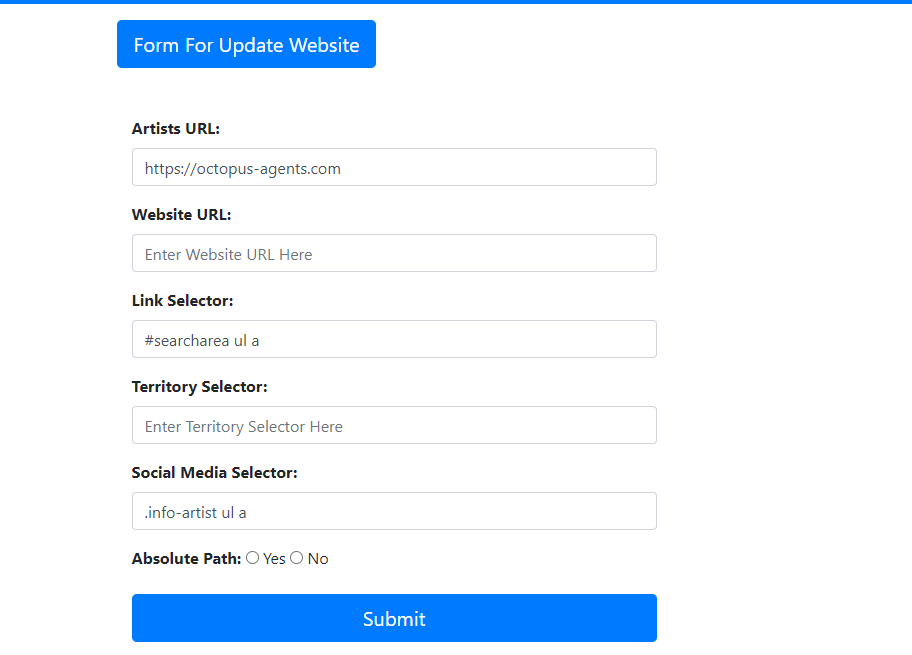 Form For Update Website
Artists URL:
https://octopus-agents.com
Website URL:
Enter Website URL Here
Link Selector:
#searcharea ul a
Territory Selector:
Enter Territory Selector Here
Social Media Selector:
.info-artist ul a
Absolute Path: Yes No
Submit